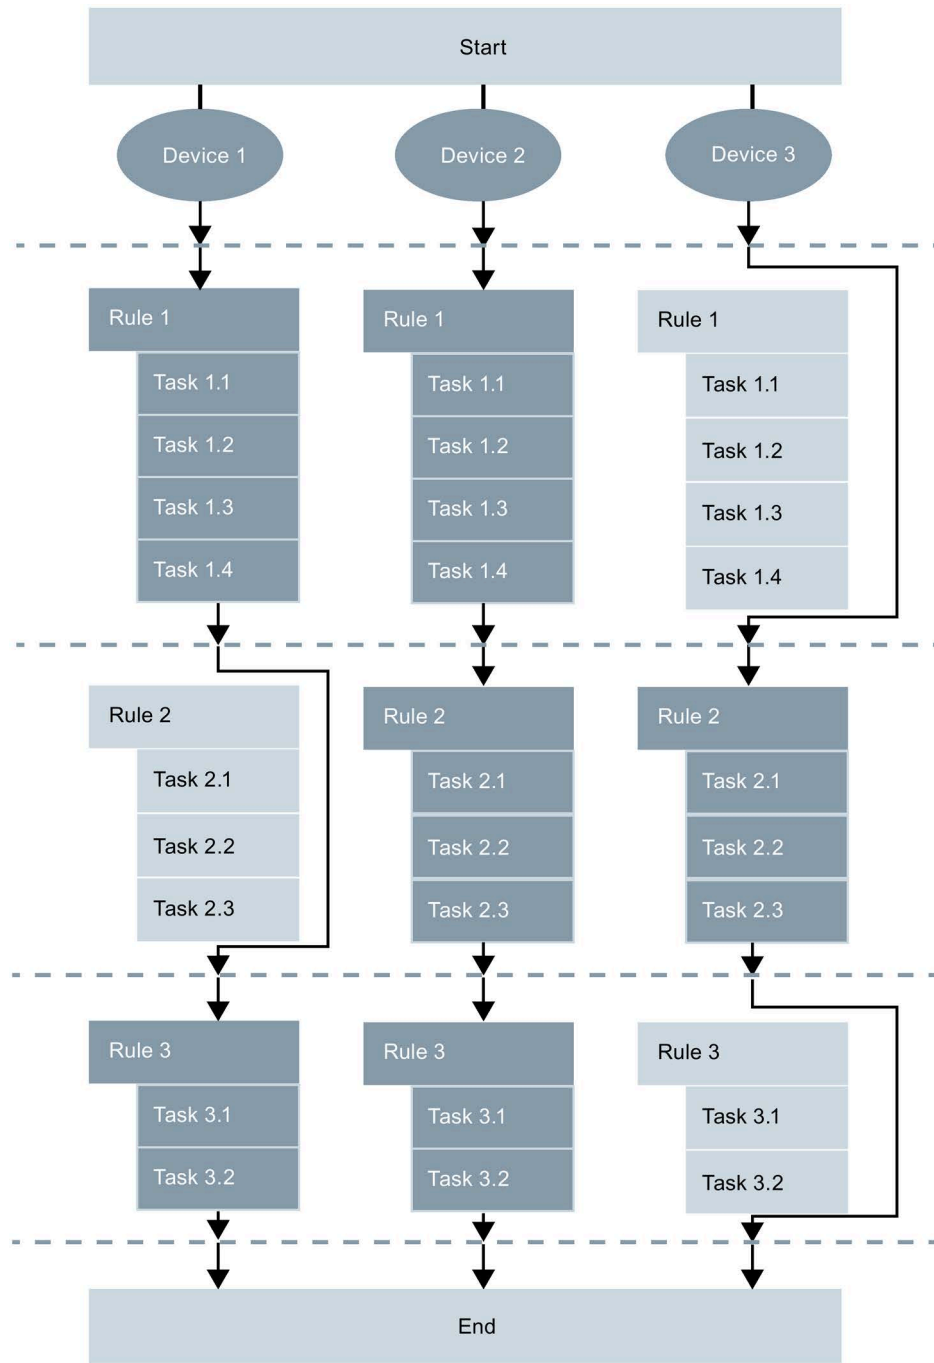 Start
Device 1
Device 2
Device 3
Rule 1
Task 1.1
Task 1.2
Task 1.3
Task 1.4
Rule 1
Task 1.1
Task 1.2
Task 1.3
Task 1.4
Rule 1
Task 1.1
Task 1.2
Task 1.3
Task 1.4
Rule 2
Task 2.1
Task 2.2
Task 2.3
Rule 2
Task 2.1
Task 2.2
Task 2.3
Rule 2
Task 2.1
Task 2.2
Task 2.3
Rule 3
Task 3.1
Task 3.2
Rule 3
Task 3.1
Task 3.2
Rule 3
Task 3.1
Task 3.2
End